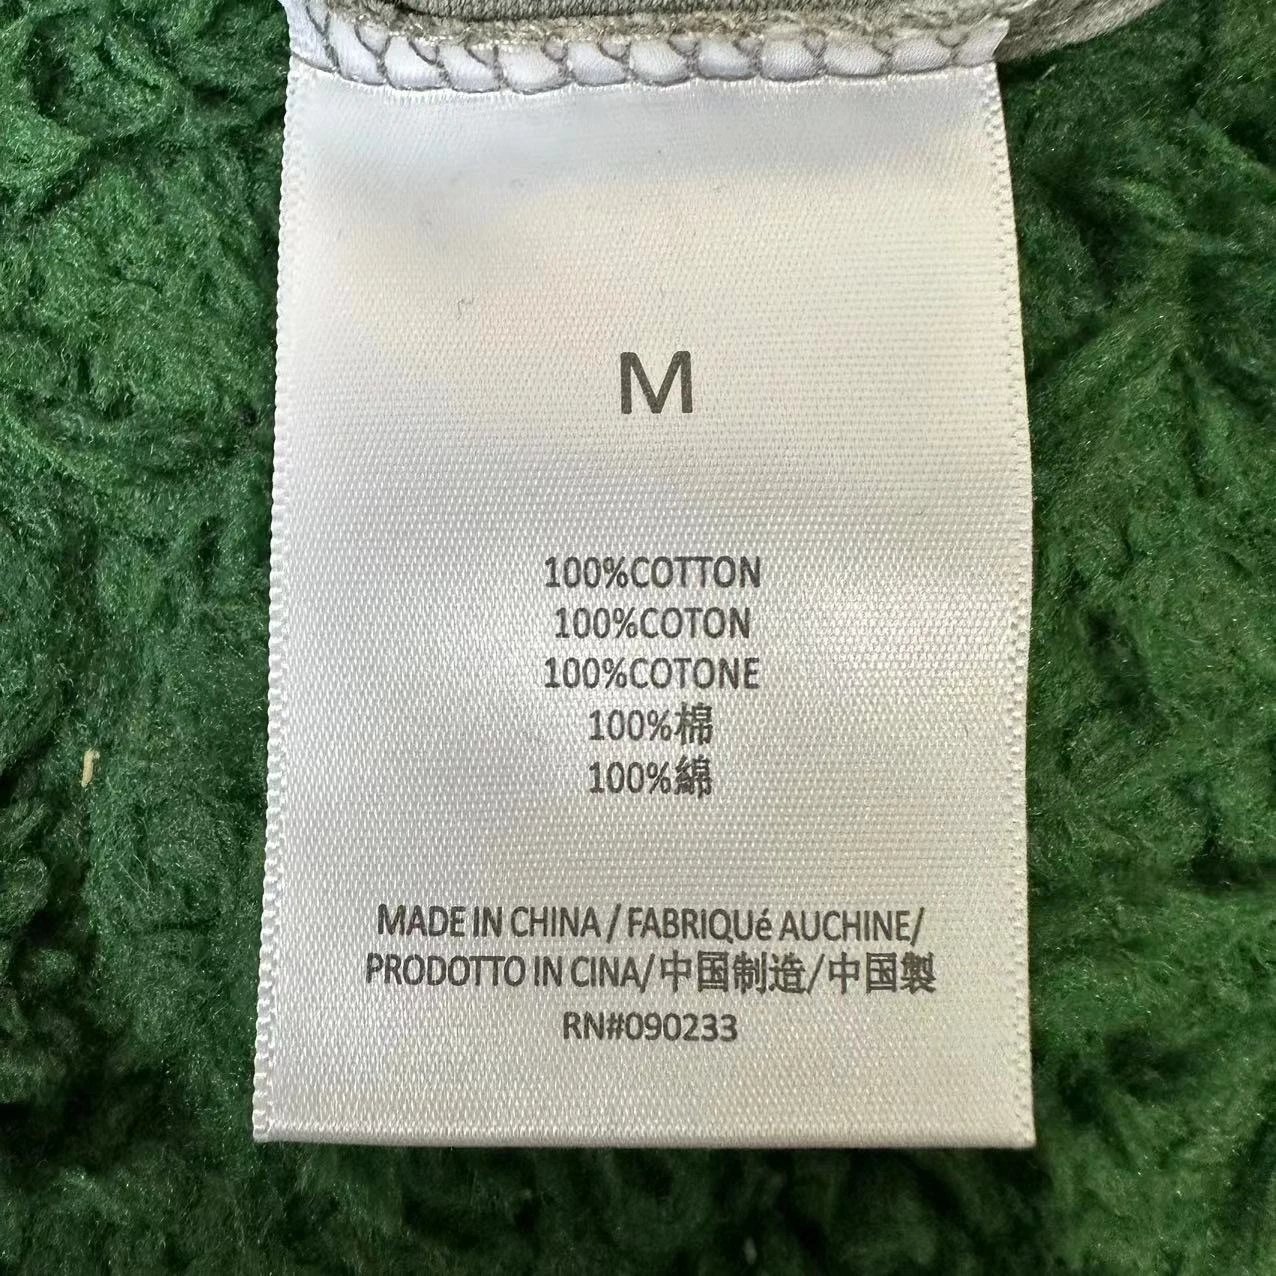 M
100%COTTON
100%COTON
100%COTONE
100%棉
100%綿
MADE IN CHINA/FABRIQUé AUCHINE/
PRODOTTO IN CINA/中国制造/中国製
RN#090233